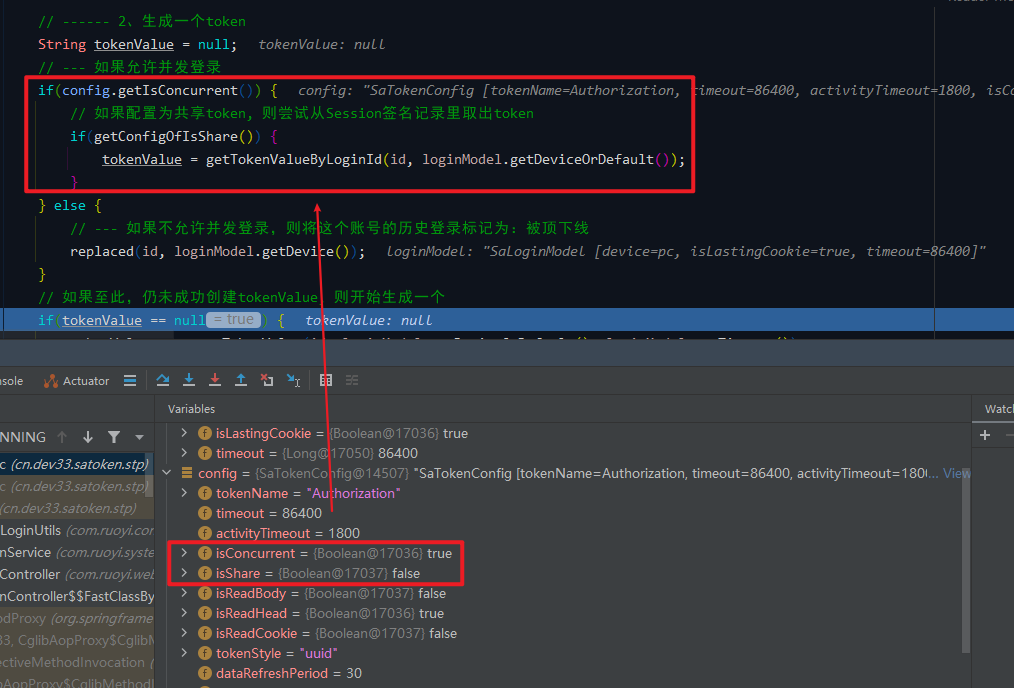 // ------ 2、生成一个token
String tokenValue = null;   tokenValue: null
// --- 如果允许并发登录
if(config.getIsConcurrent()) {   config: "SaTokenConfig [tokenName=Authorization, timeout=86400, activityTimeout=1800, isCo
// 如果配置为共享token, 则尝试从Session签名记录里取出token
if(getConfigOfIsShare()) {
tokenValue = getTokenValueByLoginId(id, loginModel.getDeviceOrDefault());
}
} else {
// --- 如果不允许并发登录，则将这个账号的历史登录标记为：被顶下线
replaced(id, loginModel.getDevice());   loginModel: "SaLoginModel [device=pc, isLastingCookie=true, timeout=86400]"
}
// 如果至此，仍未成功创建tokenValue, 则开始生成一个
if(tokenValue == null = true ) {   tokenValue: null
nsole
Actuator
Variables
Watch
NNING
isLastingCookie = {Boolean@17036} true
timeout = {Long@17050} 86400
c (cn.dev33.satoken.stp)
config = {SaTokenConfig@14507} "SaTokenConfig [tokenName=Authorization, timeout=86400, activityTimeout=180... View
c (cn.dev33.satoken.stp)
tokenName = "Authorization"
(cn.dev33.satoken.stp)
timeout = 86400
LoginUtils (com.ruoyi.cor
activityTimeout = 1800
nService (com.ruoyi.syste
isConcurrent = {Boolean@17036} true
Controller (com.ruoyi.web
isShare = {Boolean@17037} false
nController$$FastClassBy
isReadBody = {Boolean@17037} false
odProxy (org.springframe
isReadHead = {Boolean@17036} true
33, CglibAopProxy$CglibM
isReadCookie = {Boolean@17037} false
ectiveMethodInvocation (
tokenStyle = "uuid"
AopProxy$CglibMethodI
dataRefreshPeriod = 30